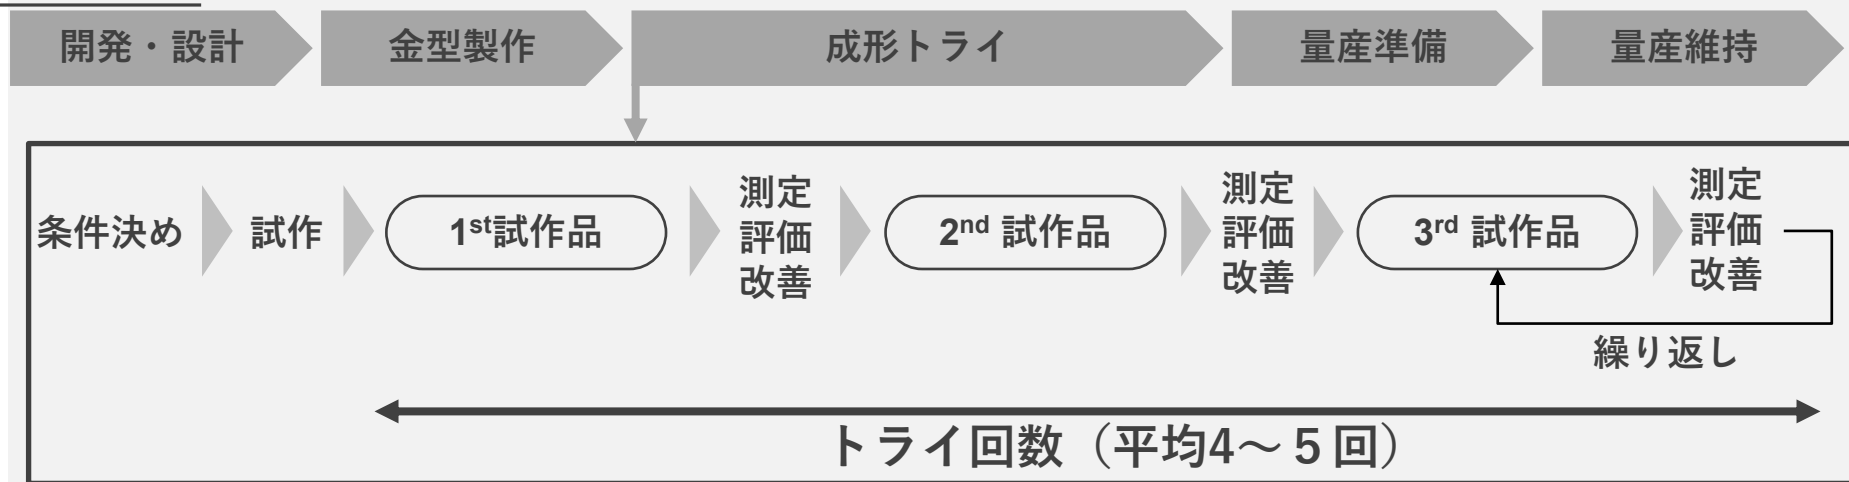 開発・設計
金型製作
成形トライ
量産準備
量産維持
条件決め
試作
1st試作品
測定
評価
改善
2nd 試作品
測定
評価
改善
3rd 試作品
測定
評価
改善
繰り返し
トライ回数（平均4～５回）